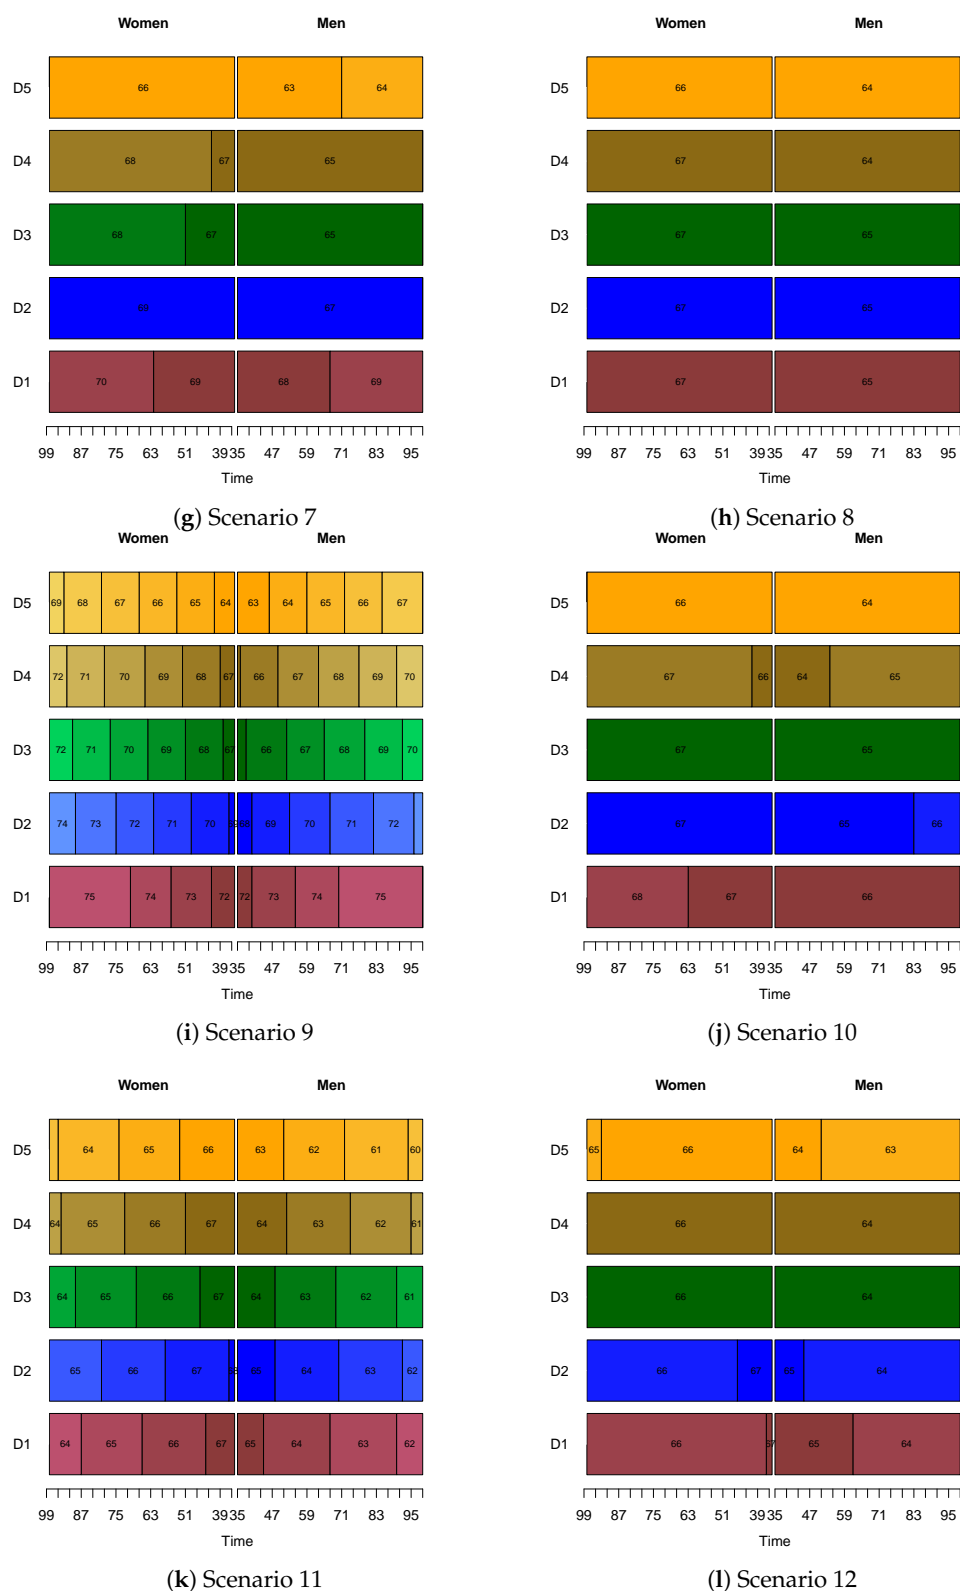 Women Men
D5 66 63 64
D4 68 67 65
D3 68 67 65
D2 69 67
D1 70 69 68 69
99 87 75 63 51 39 35 47 59 71 83 95
Time
(g) Scenario 7
Women Men
D5 66 64
D4 67 64
D3 67 65
D2 67 65
D1 67 65
99 87 75 63 51 39 35 47 59 71 83 95
Time
(h) Scenario 8
Women Men
D5 69 68 67 66 65 64 63 64 65 66 67
D4 72 71 70 69 68 67 66 67 68 69 70
D3 72 71 70 69 68 67 66 67 68 69 70
D2 74 73 72 71 70 69 68 69 70 71 72
D1 75 74 73 72 72 73 74 75
99 87 75 63 51 39 35 47 59 71 83 95
Time
(i) Scenario 9
Women Men
D5 66 64
D4 67 66 64 65
D3 67 65
D2 67 65 66
D1 68 67 66
99 87 75 63 51 39 35 47 59 71 83 95
Time
(j) Scenario 10
Women Men
D5 64 65 66 63 62 61 60
D4 64 65 66 67 64 63 62 61
D3 64 65 66 67 64 63 62 61
D2 65 66 67 68 65 64 63 62
D1 64 65 66 67 65 64 63 62
99 87 75 63 51 39 35 47 59 71 83 95
Time
(k) Scenario 11
Women Men
D5 65 66 64 63
D4 66 64
D3 66 64
D2 66 67 65 64
D1 66 67 65 64
99 87 75 63 51 39 35 47 59 71 83 95
Time
(l) Scenario 12